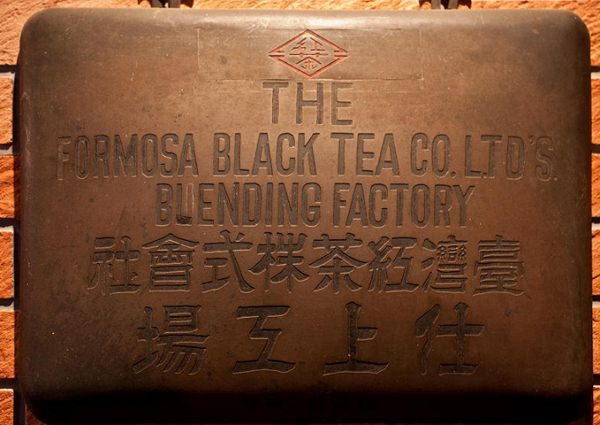 THE
FORMOSA BLACK TEA CO. LTD'S.
BLENDING FACTORY
臺灣紅茶株式會社
仕上工場